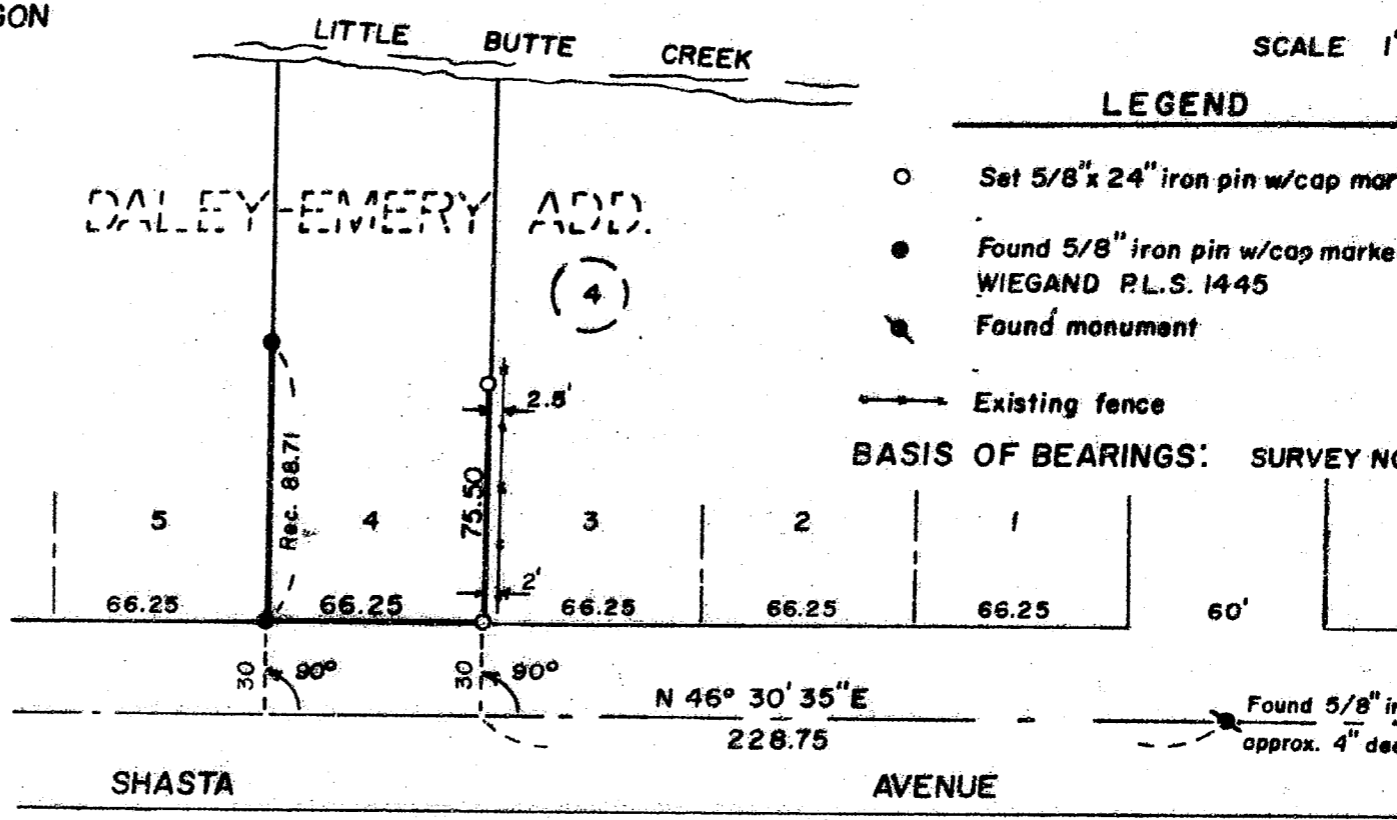 GON
LITTLE BUTTE CREEK
SCALE 1"
LEGEND
DALEY-EMERY ADD.
4
Set 5/8"x 24" iron pin w/cap mar
Found 5/8" iron pin w/cap marke
WIEGAND P.L.S. 1445
Found monument
Existing fence
BASIS OF BEARINGS: SURVEY NO
2.5'
Rec. 88.71
75.50
5 4 3 2 1
2'
66.25 66.25 66.25 66.25 66.25 60'
30 90° 30 90°
N 46° 30' 35"E
228.75
Found 5/8" ir
approx. 4" dee
SHASTA AVENUE